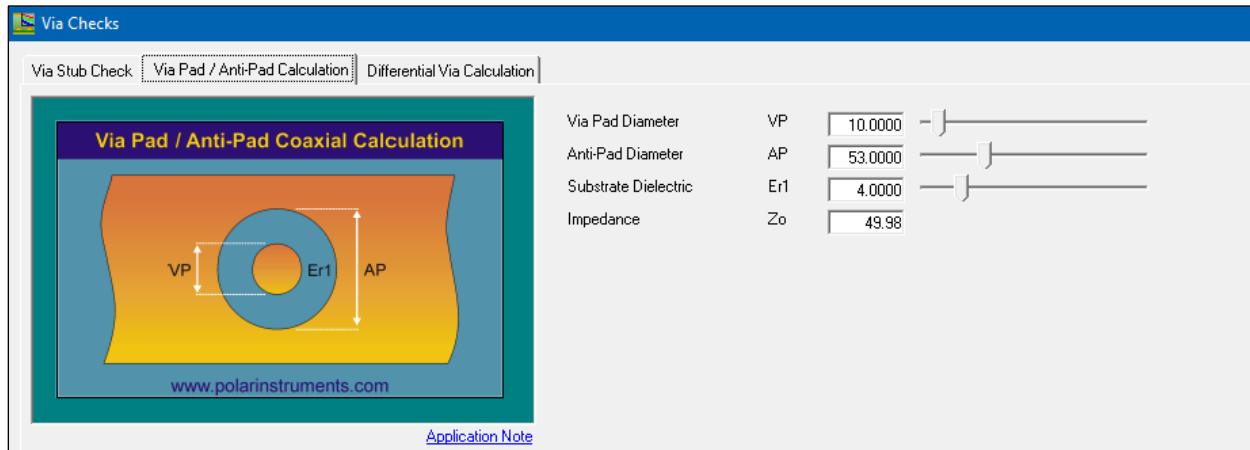 Via Checks
Via Stub Check Via Pad / Anti-Pad Calculation Differential Via Calculation
Via Pad / Anti-Pad Coaxial Calculation
VP Er1 AP
www.polarinstruments.com
Application Note
Via Pad Diameter VP 10.0000
Anti-Pad Diameter AP 53.0000
Substrate Dielectric Er1 4.0000
Impedance Zo 49.98